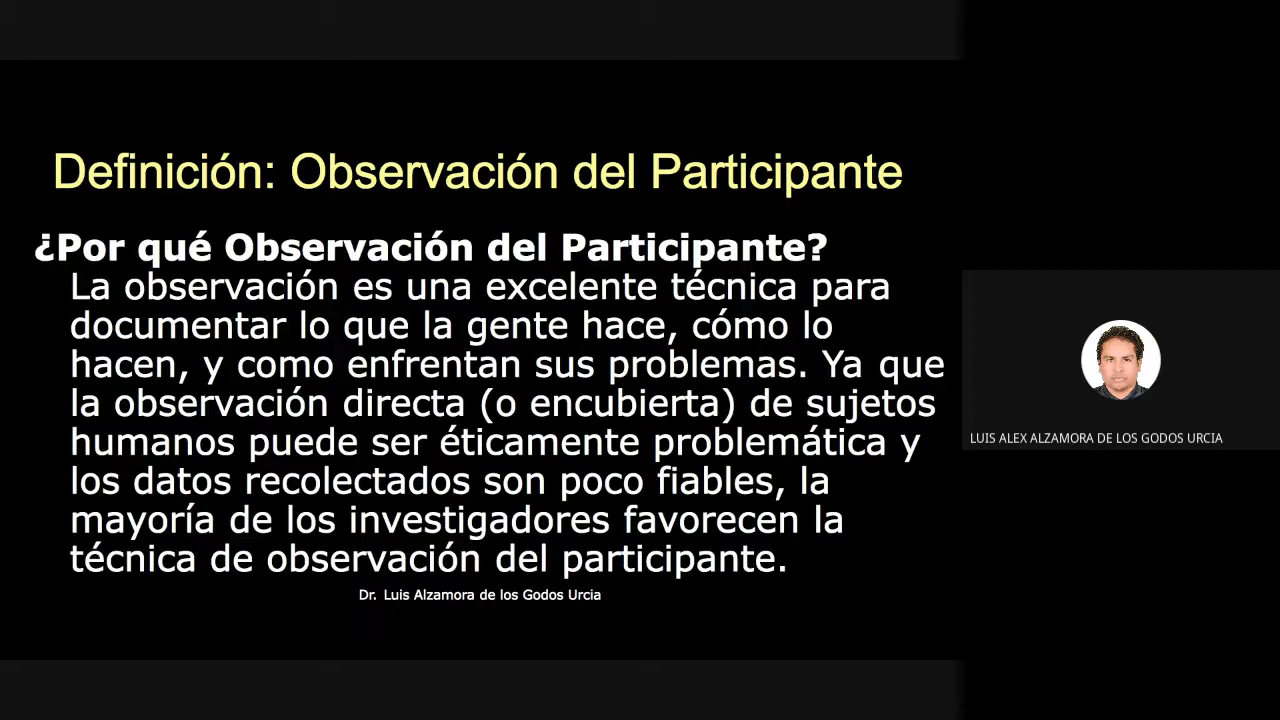 Definición: Observación del Participante
¿Por qué Observación del Participante?
La observación es una excelente técnica para
documentar lo que la gente hace, cómo lo
hacen, y como enfrentan sus problemas. Ya que
la observación directa (o encubierta) de sujetos
humanos puede ser éticamente problemática y
los datos recolectados son poco fiables, la
mayoría de los investigadores favorecen la
técnica de observación del participante.
Dr. Luis Alzamora de los Godos Urcia
LUIS ALEX ALZAMORA DE LOS GODOS URCIA